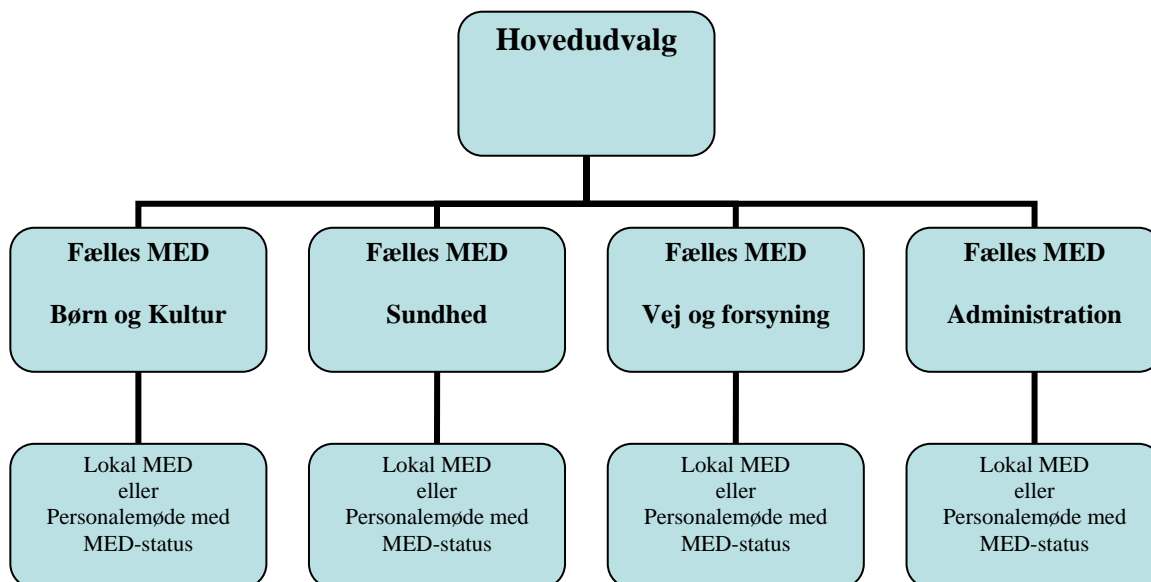 Hovedudvalg
Fælles MED
Børn og Kultur
Fælles MED
Sundhed
Fælles MED
Vej og forsyning
Fælles MED
Administration
Lokal MED
eller
Personalemøde med
MED-status
Lokal MED
eller
Personalemøde med
MED-status
Lokal MED
eller
Personalemøde med
MED-status
Lokal MED
eller
Personalemøde med
MED-status